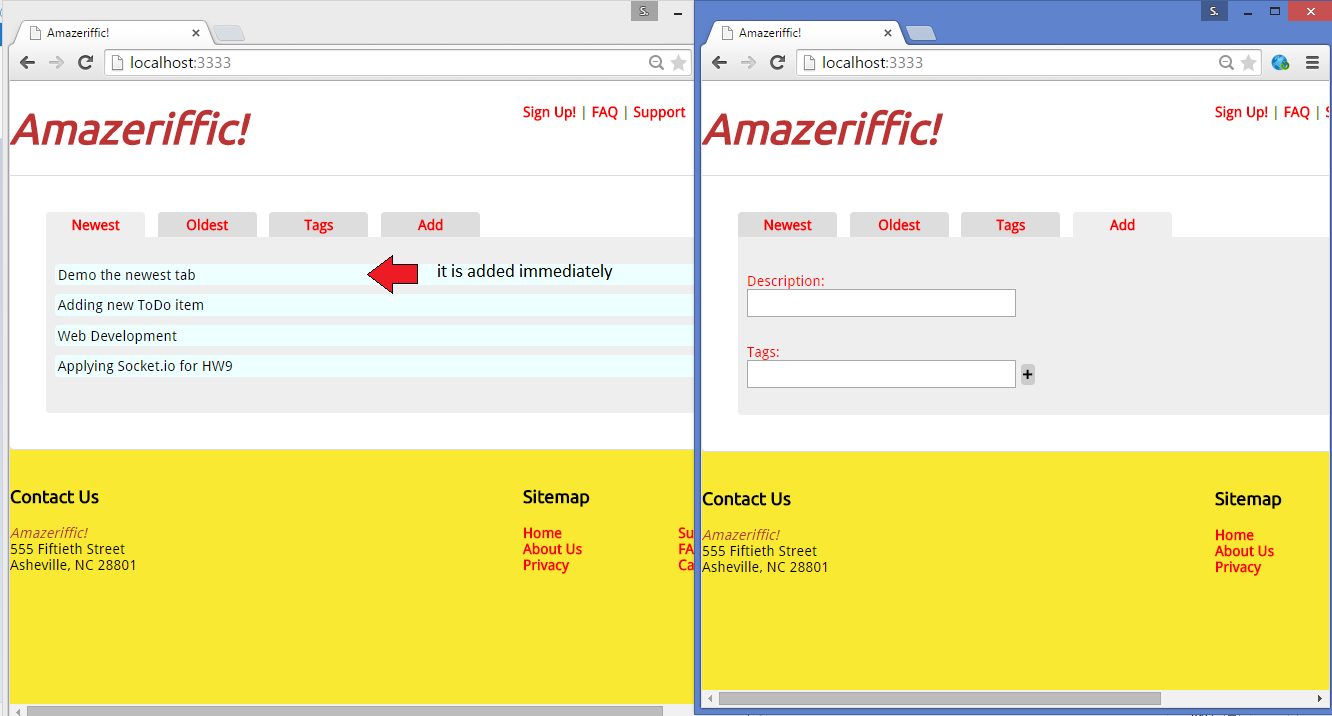 S.
Amazeriffic!
localhost:3333
Amazeriffic!
Sign Up! | FAQ | Support
Newest Oldest Tags Add
Demo the newest tab
it is added immediately
Adding new ToDo item
Web Development
Applying Socket.io for HW9
Contact Us
Amazeriffic!
555 Fiftieth Street
Asheville, NC 28801
Sitemap
Home Su
About Us FA
Privacy Ca
S.
Amazeriffic!
localhost:3333
Amazeriffic!
Sign Up! | FAQ | S
Newest Oldest Tags Add
Description:
Tags:
+
Contact Us
Amazeriffic!
555 Fiftieth Street
Asheville, NC 28801
Sitemap
Home
About Us
Privacy